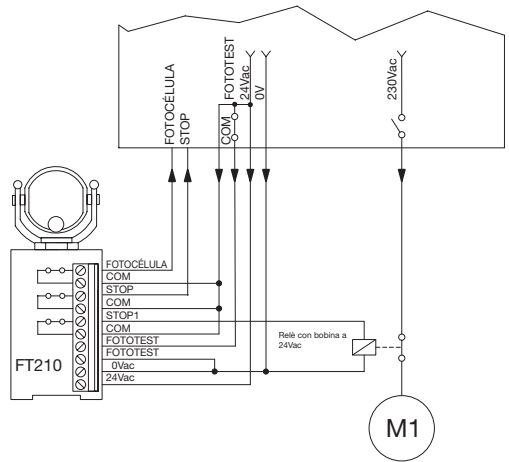 FOTOCÉLULA
STOP
COM
FOTOTEST
24Vac
0V
230Vac
FOTOCÉLULA
COM
STOP
COM
STOP1
COM
FOTOTEST
FOTOTEST
0Vac
24Vac
FT210
Relè con bobina a
24Vac
M1